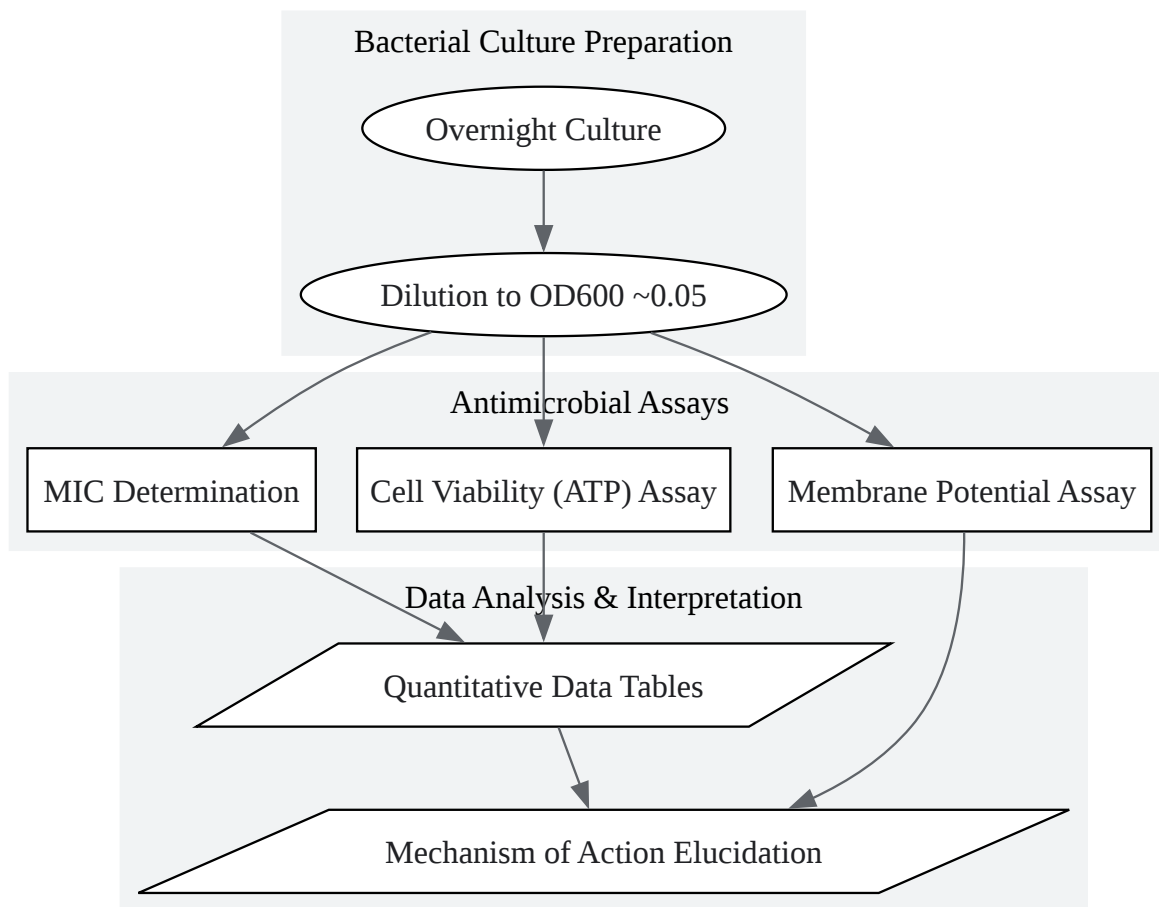 Bacterial Culture Preparation
Overnight Culture
Dilution to OD600 ~0.05
Antimicrobial Assays
MIC Determination
Cell Viability (ATP) Assay
Membrane Potential Assay
Data Analysis & Interpretation
Quantitative Data Tables
Mechanism of Action Elucidation